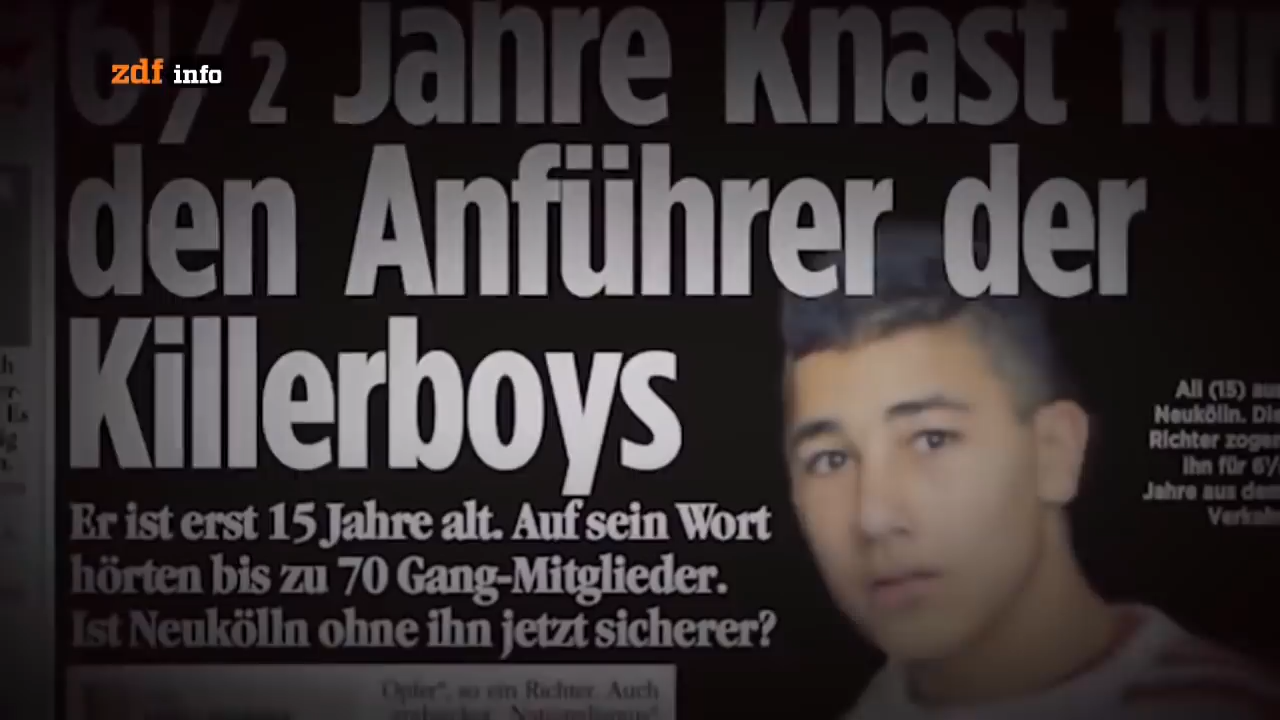 zdf info
6½ Jahre Knast für
den Anführer der
Killerboys
Er ist erst 15 Jahre alt. Auf sein Wort
hörten bis zu 70 Gang-Mitglieder.
Ist Neukölln ohne ihn jetzt sicherer?
Ali (15) aus
Neukölln. Die
Richter zogen
ihn für 6½
Jahre aus dem
Opfer", so ein Richter. Auch